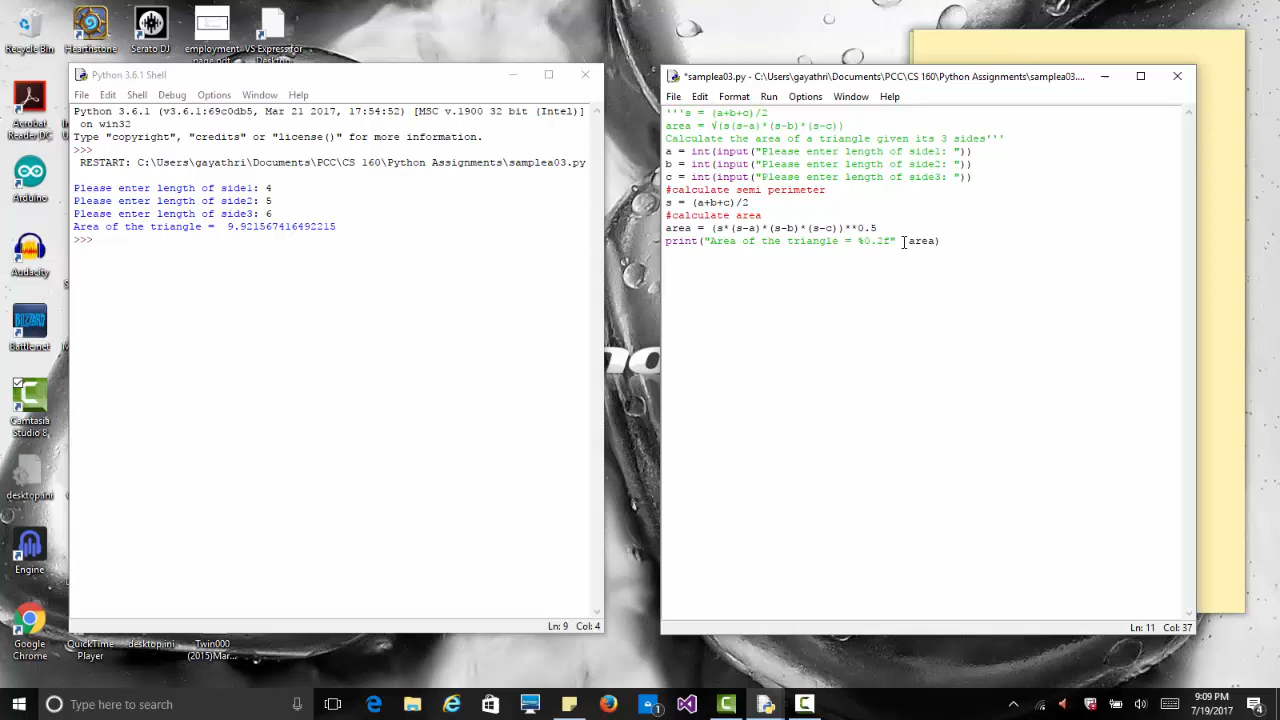 Recycle Bin
Hearthstone
Serato DJ
employment page.pdf
VS Express for Desktop
Acrobat Reader DC
Arduino
Audacity
Battle.net
Camtasia Studio 8
desktop.ini
Engine
Google Chrome
QuickTime Player
desktop.ini
Twin000 (2015)Mar...
Python 3.6.1 Shell
File Edit Shell Debug Options Window Help
Python 3.6.1 (v3.6.1:69c0db5, Mar 21 2017, 17:54:52) [MSC v.1900 32 bit (Intel)]
on win32
Type "copyright", "credits" or "license()" for more information.
>>>
RESTART: C:\Users\gayathri\Documents\PCC\CS 160\Python Assignments\samplea03.py
Please enter length of side1: 4
Please enter length of side2: 5
Please enter length of side3: 6
Area of the triangle =  9.921567416492215
>>>
Ln: 9 Col: 4
*samplea03.py - C:\Users\gayathri\Documents\PCC\CS 160\Python Assignments\samplea03....
File Edit Format Run Options Window Help
'''s = (a+b+c)/2
area = √(s(s-a)*(s-b)*(s-c))
Calculate the area of a triangle given its 3 sides'''
a = int(input("Please enter length of side1: "))
b = int(input("Please enter length of side2: "))
c = int(input("Please enter length of side3: "))
#calculate semi perimeter
s = (a+b+c)/2
#calculate area
area = (s*(s-a)*(s-b)*(s-c))**0.5
print("Area of the triangle = %0.2f" area)
Ln: 11 Col: 37
Type here to search
1
9:09 PM
7/19/2017
4